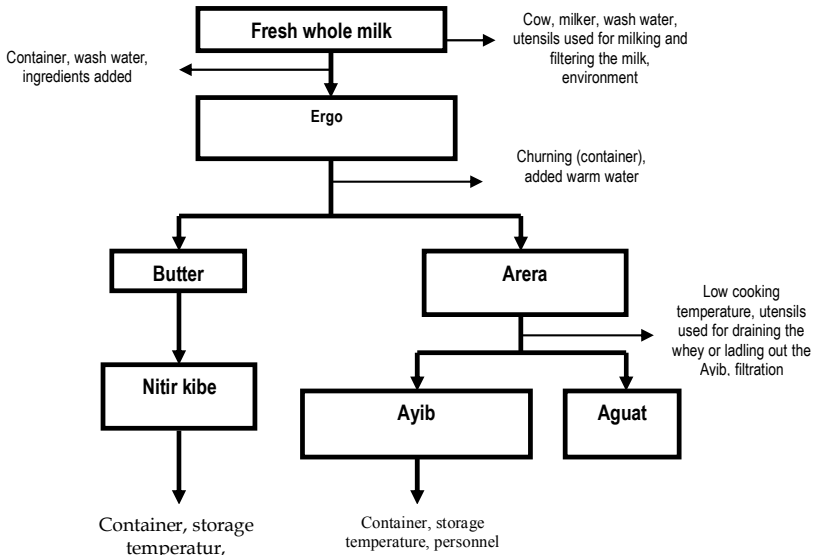 Fresh whole milk
Cow, milker, wash water,
utensils used for milking and
filtering the milk,
environment
Container, wash water,
ingredients added
Ergo
Churning (container),
added warm water
Butter
Arera
Low cooking
temperature, utensils
used for draining the
whey or ladling out the
Ayib, filtration
Nitir kibe
Ayib
Aguat
Container, storage
temperatur,
Container, storage
temperature, personnel